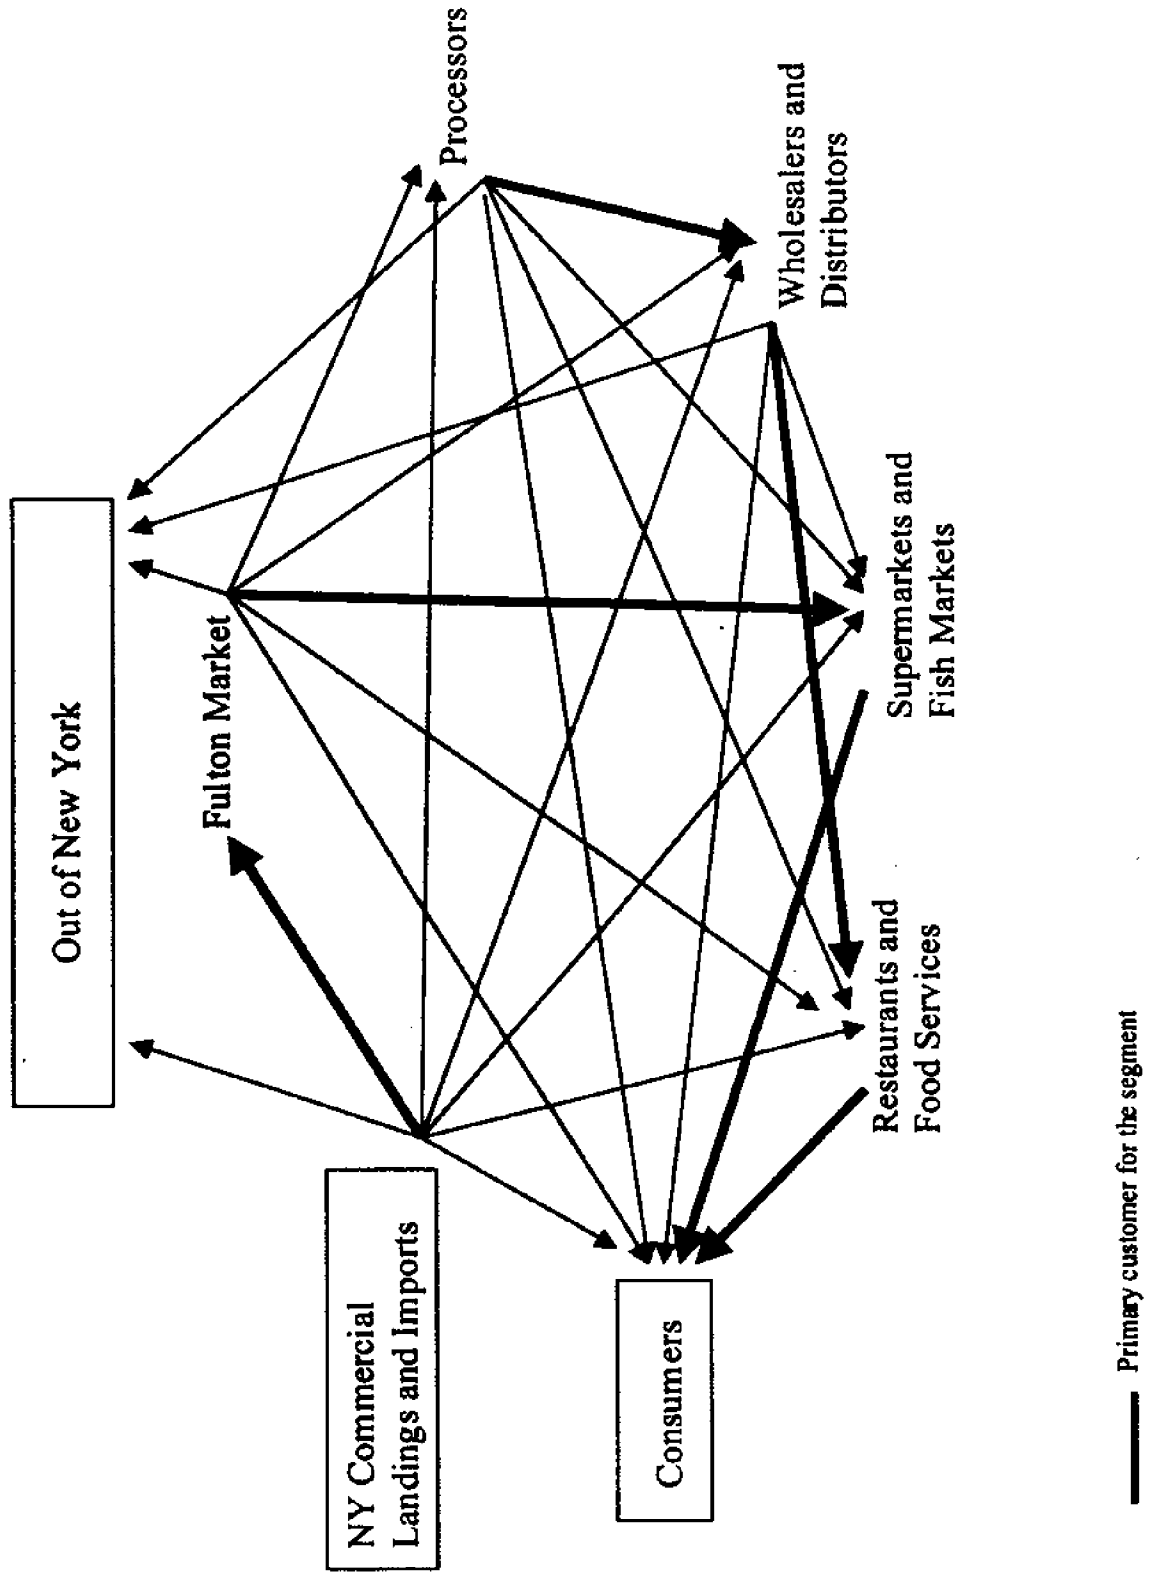 Out of New York
Fulton Market
NY Commercial
Landings and Imports
Processors
Consumers
Wholesalers and
Distributors
Restaurants and
Food Services
Supermarkets and
Fish Markets
Primary customer for the segment